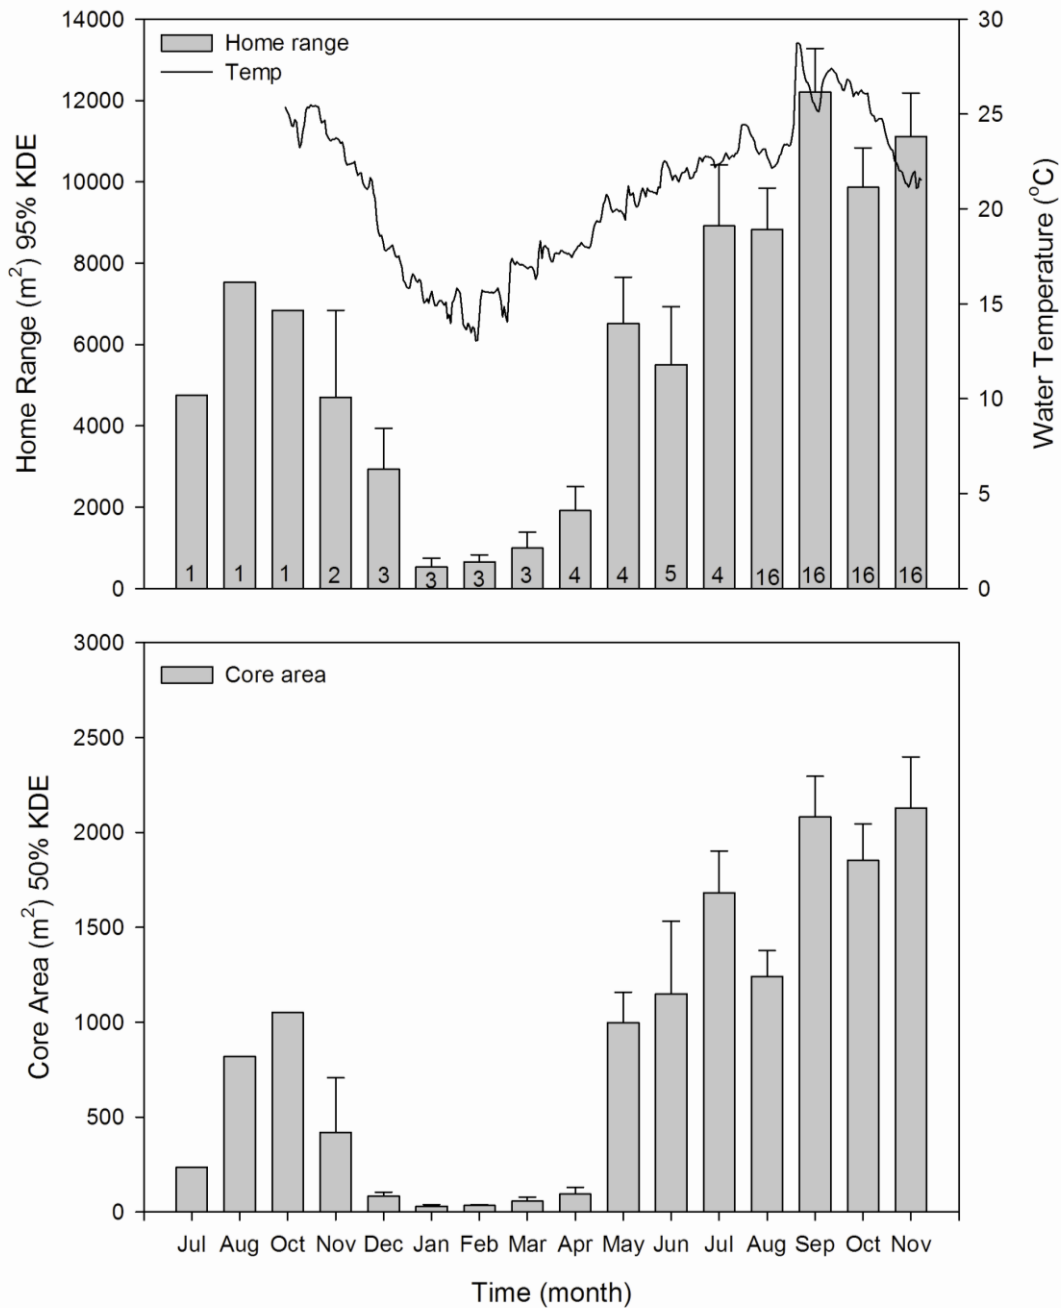 Home range
Temp
Home Range (m²) 95% KDE
14000
12000
10000
8000
6000
4000
2000
0
30
25
20
15
10
5
0
Water Temperature (°C)
1 1 1 2 3 3 3 3 4 4 5 4 16 16 16 16
Core area
Core Area (m²) 50% KDE
3000
2500
2000
1500
1000
500
0
Jul Aug Oct Nov Dec Jan Feb Mar Apr May Jun Jul Aug Sep Oct Nov
Time (month)